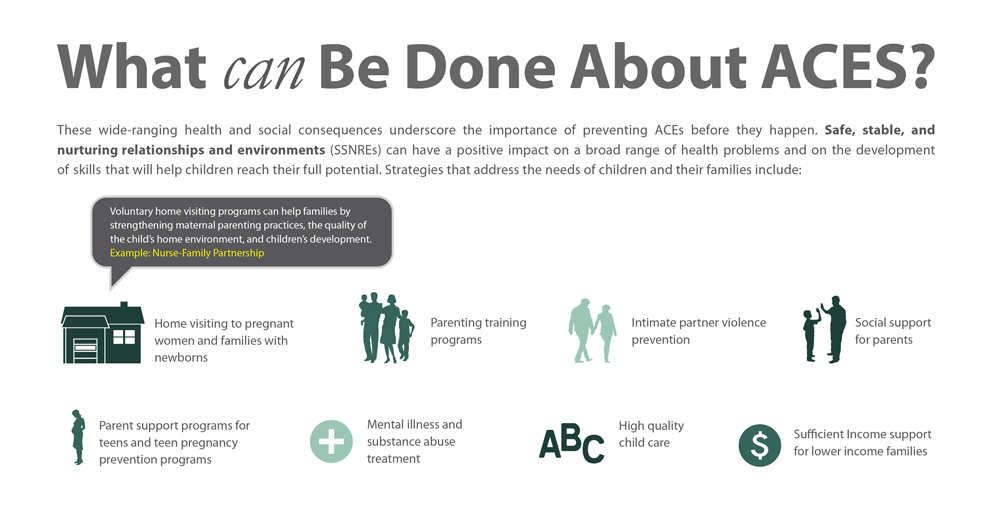 What can Be Done About ACES?
These wide-ranging health and social consequences underscore the importance of preventing ACEs before they happen. Safe, stable, and
nurturing relationships and environments (SSNREs) can have a positive impact on a broad range of health problems and on the development
of skills that will help children reach their full potential. Strategies that address the needs of children and their families include:
Voluntary home visiting programs can help families by
strengthening maternal parenting practices, the quality of
the child's home environment, and children's development.
Example: Nurse-Family Partnership
Home visiting to pregnant
women and families with
newborns
Parenting training
programs
Intimate partner violence
prevention
Social support
for parents
Parent support programs for
teens and teen pregnancy
prevention programs
Mental illness and
substance abuse
treatment
ABC
High quality
child care
$
Sufficient Income support
for lower income families